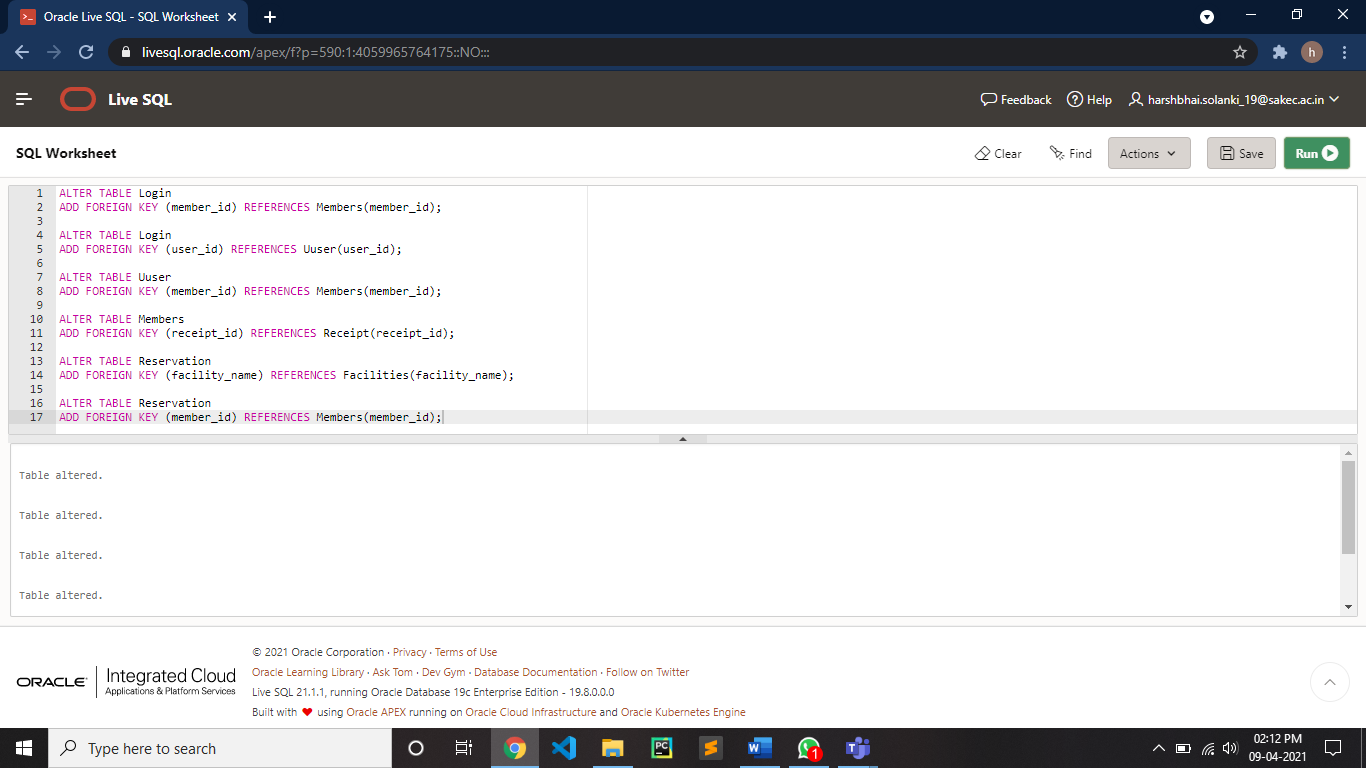 Oracle Live SQL - SQL Worksheet
livesql.oracle.com/apex/f?p=590:1:4059965764175::NO:::
h
Live SQL
Feedback
Help
harshbhai.solanki_19@sakec.ac.in
SQL Worksheet
Clear
Find
Actions
Save
Run
1 ALTER TABLE Login
2 ADD FOREIGN KEY (member_id) REFERENCES Members(member_id);
3
4 ALTER TABLE Login
5 ADD FOREIGN KEY (user_id) REFERENCES Uuser(user_id);
6
7 ALTER TABLE Uuser
8 ADD FOREIGN KEY (member_id) REFERENCES Members(member_id);
9
10 ALTER TABLE Members
11 ADD FOREIGN KEY (receipt_id) REFERENCES Receipt(receipt_id);
12
13 ALTER TABLE Reservation
14 ADD FOREIGN KEY (facility_name) REFERENCES Facilities(facility_name);
15
16 ALTER TABLE Reservation
17 ADD FOREIGN KEY (member_id) REFERENCES Members(member_id);
Table altered.
Table altered.
Table altered.
Table altered.
ORACLE
Integrated Cloud
Applications & Platform Services
© 2021 Oracle Corporation · Privacy · Terms of Use
Oracle Learning Library · Ask Tom · Dev Gym · Database Documentation · Follow on Twitter
Live SQL 21.1.1, running Oracle Database 19c Enterprise Edition - 19.8.0.0.0
Built with ❤ using Oracle APEX running on Oracle Cloud Infrastructure and Oracle Kubernetes Engine
Type here to search
PC
W
1
02:12 PM
09-04-2021